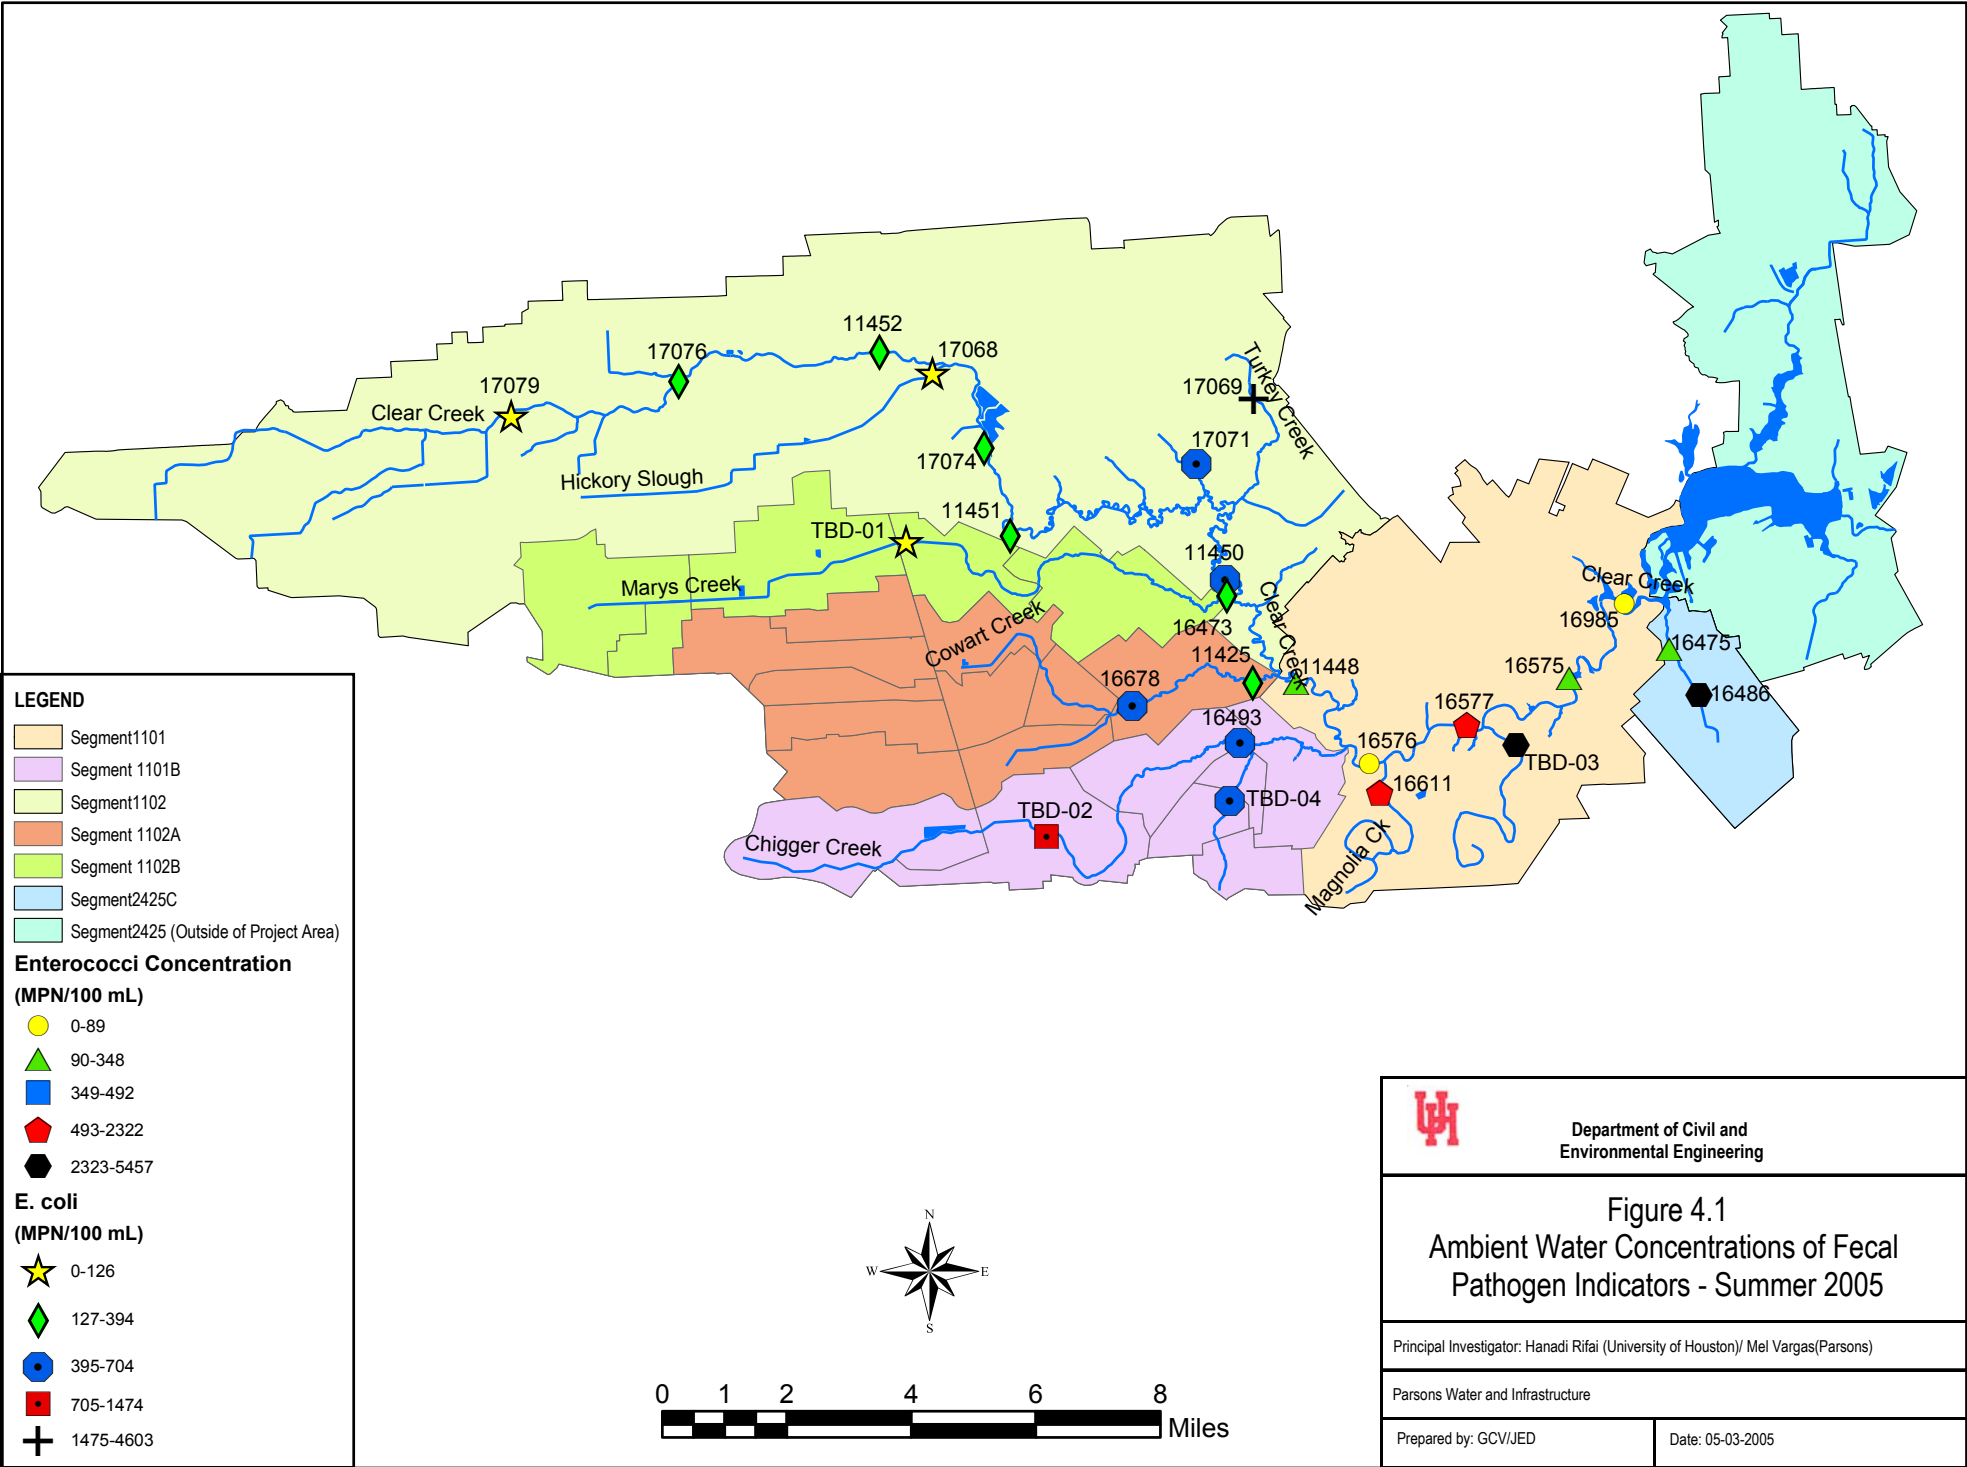 11452
17076
17068
17079
Clear Creek
Turkey Creek
17069
17071
17074
Hickory Slough
11451
TBD-01
11450
Clear Creek
Marys Creek
Clear Creek
16985
16473
Cowart Creek
11425
11448
16475
16575
16678
16486
16577
16493
16576
TBD-03
16611
TBD-04
TBD-02
Chigger Creek
Magnolia Ck
LEGEND
Segment1101
Segment 1101B
Segment1102
Segment 1102A
Segment 1102B
Segment2425C
Segment2425 (Outside of Project Area)
Enterococci Concentration
(MPN/100 mL)
0-89
90-348
349-492
493-2322
2323-5457
E. coli
(MPN/100 mL)
0-126
127-394
395-704
705-1474
1475-4603
N
W E
S
0 1 2 4 6 8
Miles
UH
Department of Civil and
Environmental Engineering
Figure 4.1
Ambient Water Concentrations of Fecal
Pathogen Indicators - Summer 2005
Principal Investigator: Hanadi Rifai (University of Houston)/ Mel Vargas(Parsons)
Parsons Water and Infrastructure
Prepared by: GCV/JED
Date: 05-03-2005